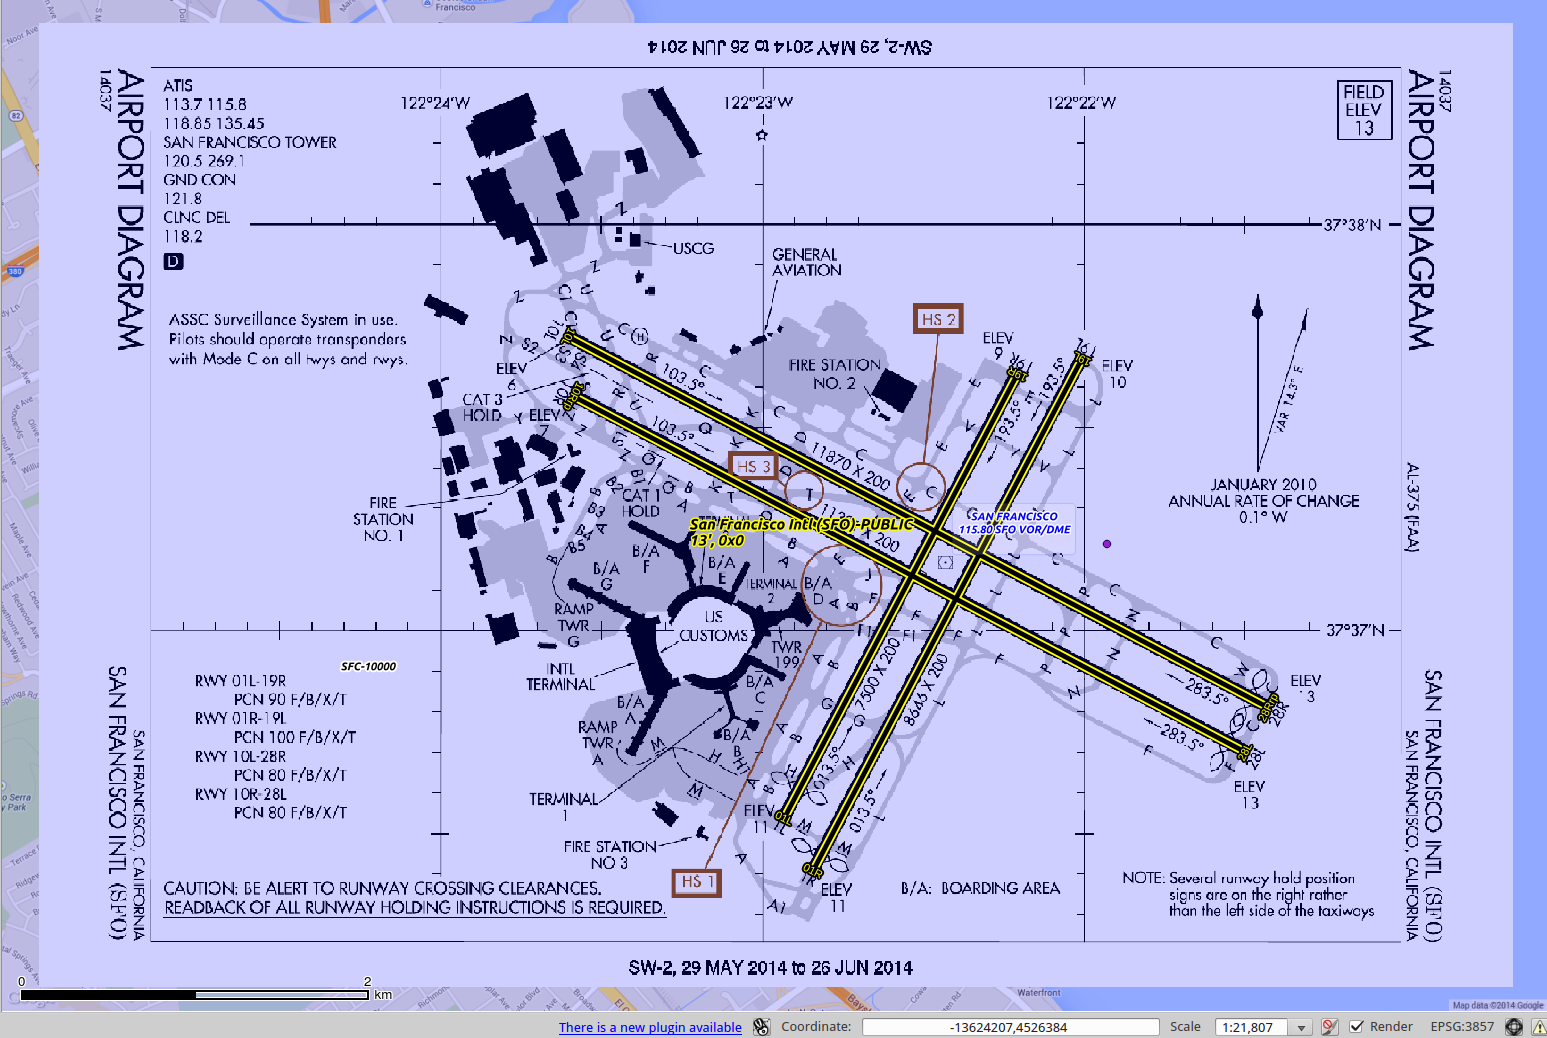 San
Francisco
SW-2, 29 MAY 2014 to 26 JUN 2014
14037
AIRPORT DIAGRAM
ATIS
113.7 115.8
118.85 135.45
SAN FRANCISCO TOWER
120.5 269.1
GND CON
121.8
CLNC DEL
118.2
D
122°24'W
122°23'W
122°22'W
FIELD
ELEV
13
14037
AIRPORT DIAGRAM
37°38'N
82
380
USCG
GENERAL
AVIATION
ASSC Surveillance System in use.
Pilots should operate transponders
with Mode C on all twys and rwys.
HS 2
ELEV
9
ELEV
10
ELEV
6
FIRE STATION
NO. 2
CAT 3
HOLD
ELEV
7
10L
10R
19R
19L
103.5°
103.5°
193.5°
193.5°
VAR 14.3° E
11870 X 200
HS 3
JANUARY 2010
ANNUAL RATE OF CHANGE
0.1° W
AL-375 (FAA)
FIRE
STATION
NO. 1
CAT 1
HOLD
San Francisco Intl (SFO)-PUBLIC
13', 0x0
SAN FRANCISCO
115.80 SFO VOR/DME
B/A
F
B/A
E
B/A
G
TERMINAL
2
B/A
D
RAMP
TWR
G
US
CUSTOMS
TWR
199
37°37'N
SFC-10000
INTL
TERMINAL
B/A
C
B/A
A
B/A
B
RAMP
TWR
A
7500 X 200
8646 X 200
283.5°
283.5°
ELEV
13
28R
28L
ELEV
13
RWY 01L-19R
PCN 90 F/B/X/T
RWY 01R-19L
PCN 100 F/B/X/T
RWY 10L-28R
PCN 80 F/B/X/T
RWY 10R-28L
PCN 80 F/B/X/T
TERMINAL
1
013.5°
013.5°
ELEV
11
01L
01R
ELEV
11
FIRE STATION
NO 3
HS 1
CAUTION: BE ALERT TO RUNWAY CROSSING CLEARANCES.
READBACK OF ALL RUNWAY HOLDING INSTRUCTIONS IS REQUIRED.
B/A: BOARDING AREA
NOTE: Several runway hold position
signs are on the right rather
than the left side of the taxiways
SAN FRANCISCO, CALIFORNIA
SAN FRANCISCO INTL (SFO)
SAN FRANCISCO, CALIFORNIA
SAN FRANCISCO INTL (SFO)
SW-2, 29 MAY 2014 to 26 JUN 2014
0 2
km
Waterfront
Map data ©2014 Google
There is a new plugin available
Coordinate:
-13624207,4526384
Scale
1:21,807
Render
EPSG:3857